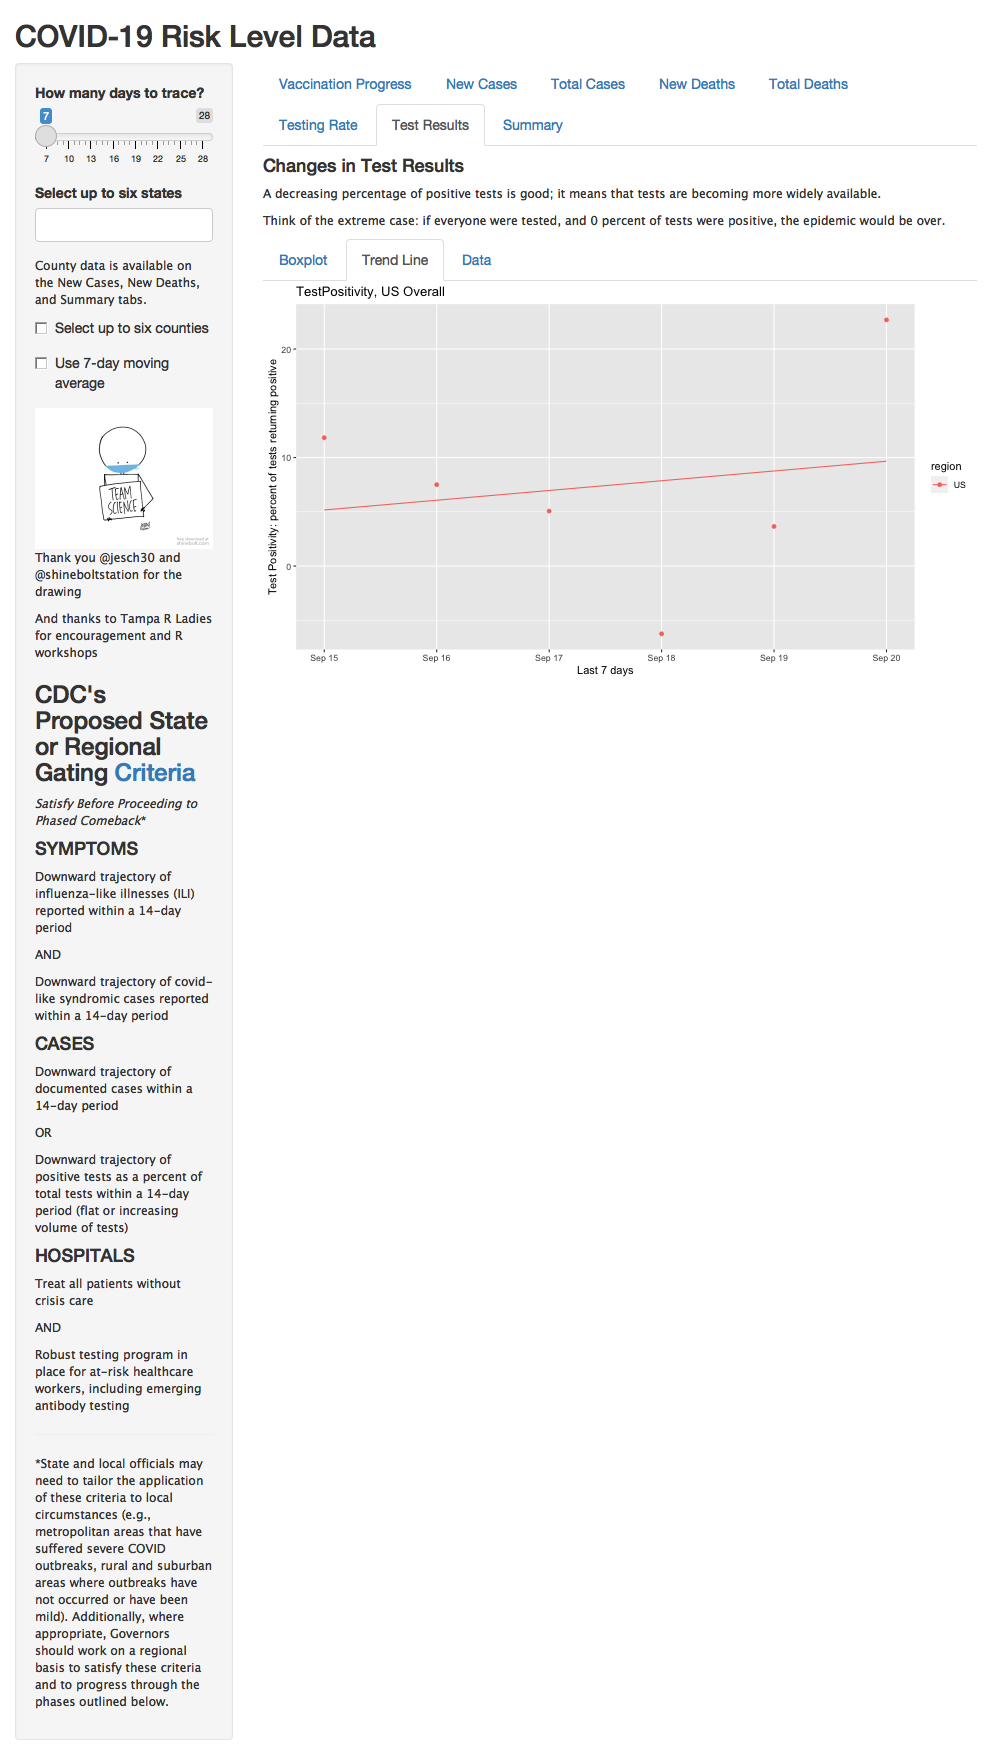 COVID-19 Risk Level Data
How many days to trace?
7
28
7 10 13 16 19 22 25 28
Select up to six states
County data is available on
the New Cases, New Deaths,
and Summary tabs.
Select up to six counties
Use 7-day moving
average
TEAM
SCIENCE
Thank you @jesch30 and
@shineboltstation for the
drawing
And thanks to Tampa R Ladies
for encouragement and R
workshops
CDC's
Proposed State
or Regional
Gating Criteria
Satisfy Before Proceeding to
Phased Comeback*
SYMPTOMS
Downward trajectory of
influenza-like illnesses (ILI)
reported within a 14-day
period
AND
Downward trajectory of covid-
like syndromic cases reported
within a 14-day period
CASES
Downward trajectory of
documented cases within a
14-day period
OR
Downward trajectory of
positive tests as a percent of
total tests within a 14-day
period (flat or increasing
volume of tests)
HOSPITALS
Treat all patients without
crisis care
AND
Robust testing program in
place for at-risk healthcare
workers, including emerging
antibody testing
*State and local officials may
need to tailor the application
of these criteria to local
circumstances (e.g.,
metropolitan areas that have
suffered severe COVID
outbreaks, rural and suburban
areas where outbreaks have
not occurred or have been
mild). Additionally, where
appropriate, Governors
should work on a regional
basis to satisfy these criteria
and to progress through the
phases outlined below.
Vaccination Progress New Cases Total Cases New Deaths Total Deaths
Testing Rate Test Results Summary
Changes in Test Results
A decreasing percentage of positive tests is good; it means that tests are becoming more widely available.
Think of the extreme case: if everyone were tested, and 0 percent of tests were positive, the epidemic would be over.
Boxplot Trend Line Data
TestPositivity, US Overall
Test Positivity: percent of tests returning positive
20
10
0
Sep 15 Sep 16 Sep 17 Sep 18 Sep 19 Sep 20
Last 7 days
region
US